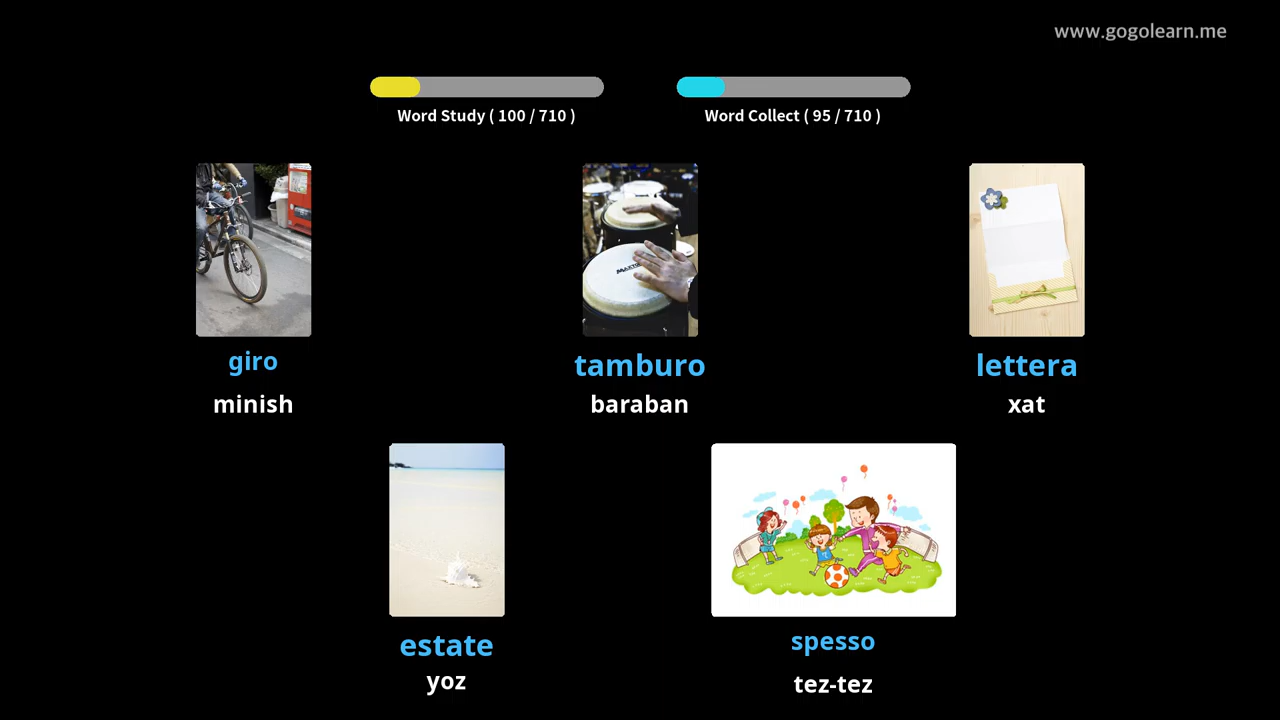 www.gogolearn.me
Word Study ( 100 / 710 )
Word Collect ( 95 / 710 )
giro
minish
tamburo
baraban
lettera
xat
estate
yoz
spesso
tez-tez